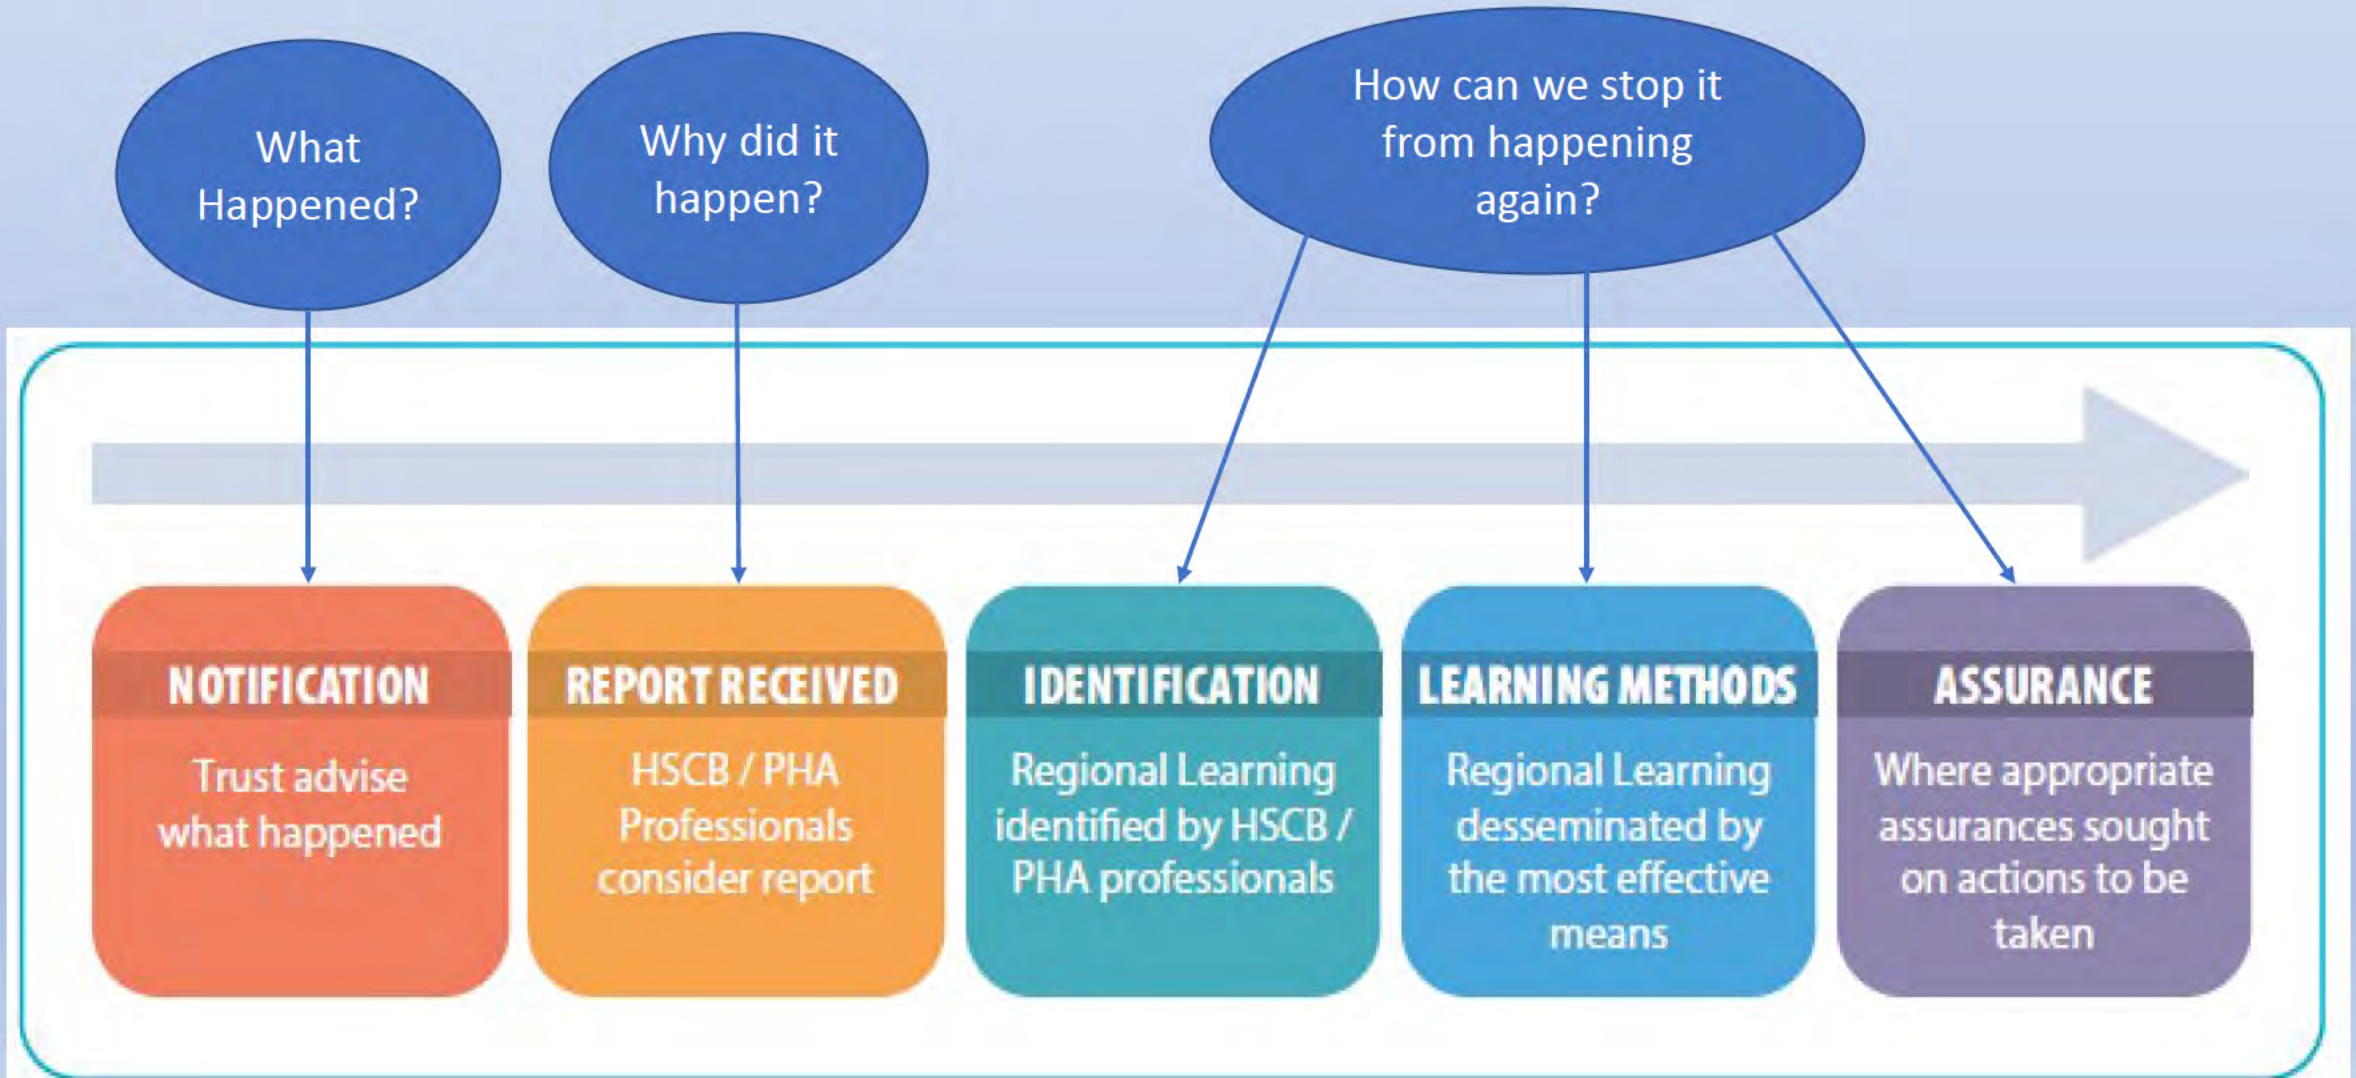 What
Happened?
Why did it
happen?
How can we stop it
from happening
again?
NOTIFICATION
Trust advise
what happened
REPORT RECEIVED
HSCB / PHA
Professionals
consider report
IDENTIFICATION
Regional Learning
identified by HSCB /
PHA professionals
LEARNING METHODS
Regional Learning
desseminated by
the most effective
means
ASSURANCE
Where appropriate
assurances sought
on actions to be
taken